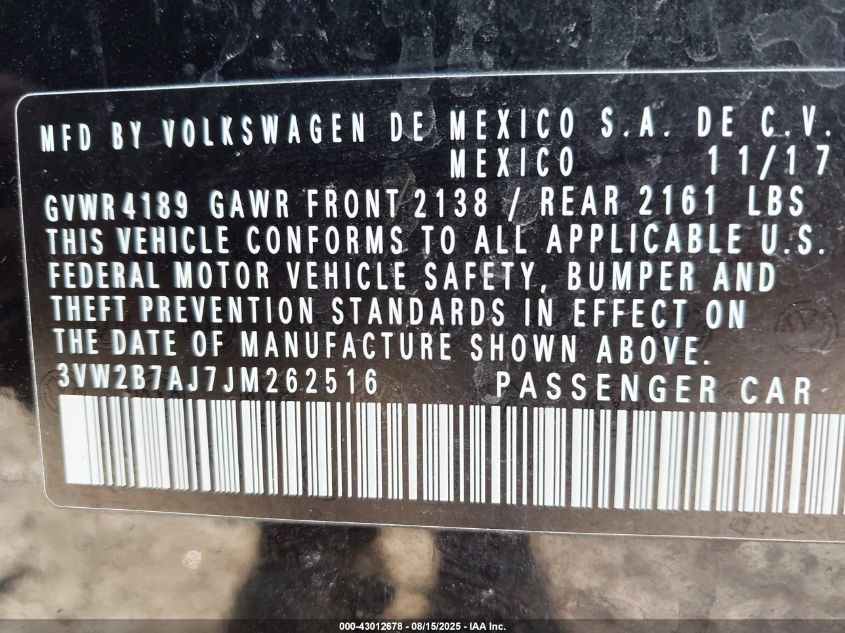 MFD BY VOLKSWAGEN DE MEXICO S.A. DE C.V.
MEXICO 11/17
GVWR 4189 GAWR FRONT 2138 / REAR 2161 LBS
THIS VEHICLE CONFORMS TO ALL APPLICABLE U.S.
FEDERAL MOTOR VEHICLE SAFETY, BUMPER AND
THEFT PREVENTION STANDARDS IN EFFECT ON
THE DATE OF MANUFACTURE SHOWN ABOVE.
3VW2B7AJ7JM262516 PASSENGER CAR
000-43012678 - 08/15/2025 - IAA Inc.